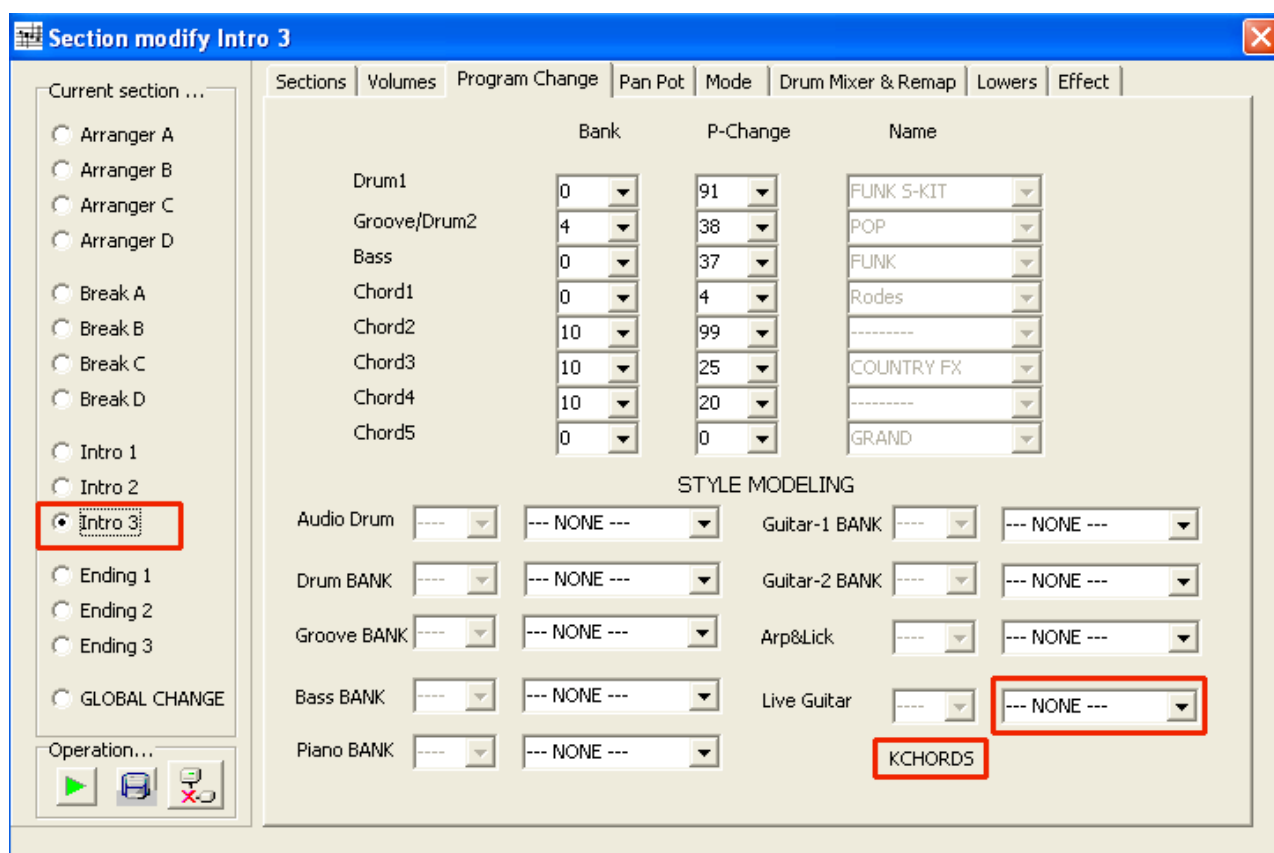 Section modify Intro 3
Current section ...
Arranger A
Arranger B
Arranger C
Arranger D
Break A
Break B
Break C
Break D
Intro 1
Intro 2
Intro 3
Ending 1
Ending 2
Ending 3
GLOBAL CHANGE
Operation...
Sections Volumes Program Change Pan Pot Mode Drum Mixer & Remap Lowers Effect
Bank P-Change Name
Drum1 0 91 FUNK S-KIT
Groove/Drum2 4 38 POP
Bass 0 37 FUNK
Chord1 0 4 Rodes
Chord2 10 99 ---------
Chord3 10 25 COUNTRY FX
Chord4 10 20 ---------
Chord5 0 0 GRAND
STYLE MODELING
Audio Drum ---- --- NONE --- Guitar-1 BANK ---- --- NONE ---
Drum BANK ---- --- NONE --- Guitar-2 BANK ---- --- NONE ---
Groove BANK ---- --- NONE --- Arp&Lick ---- --- NONE ---
Bass BANK ---- --- NONE --- Live Guitar ---- --- NONE ---
Piano BANK ---- --- NONE --- KCHORDS